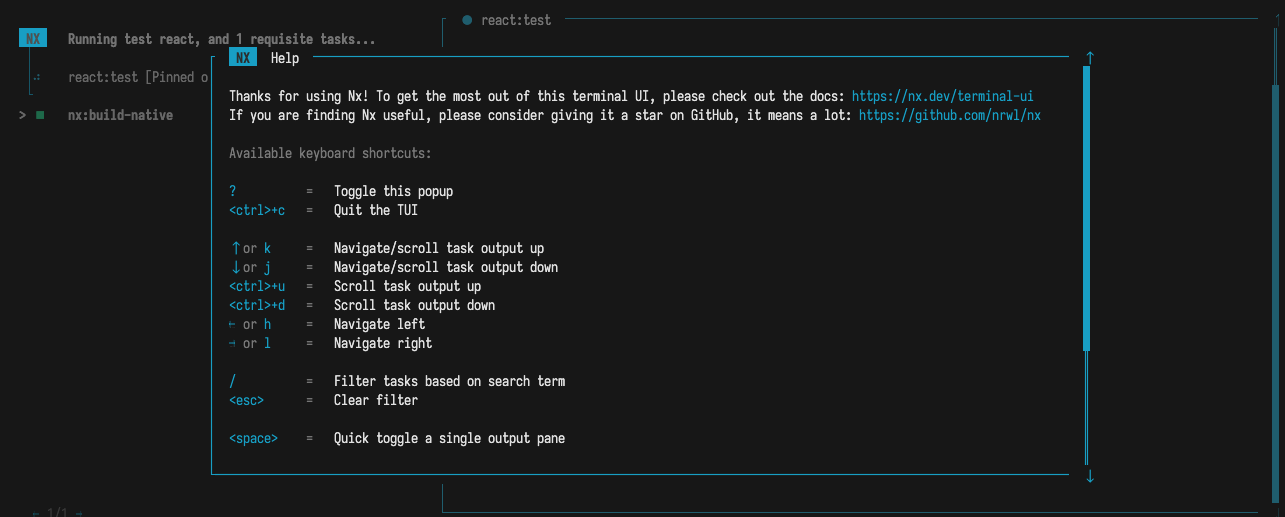 ● react:test
NX Running test react, and 1 requisite tasks...
NX Help
react:test [Pinned o
Thanks for using Nx! To get the most out of this terminal UI, please check out the docs: https://nx.dev/terminal-ui
> ■ nx:build-native
If you are finding Nx useful, please consider giving it a star on GitHub, it means a lot: https://github.com/nrwl/nx
Available keyboard shortcuts:
? = Toggle this popup
<ctrl>+c = Quit the TUI
↑ or k = Navigate/scroll task output up
↓ or j = Navigate/scroll task output down
<ctrl>+u = Scroll task output up
<ctrl>+d = Scroll task output down
← or h = Navigate left
→ or l = Navigate right
/ = Filter tasks based on search term
<esc> = Clear filter
<space> = Quick toggle a single output pane
← 1/1 →